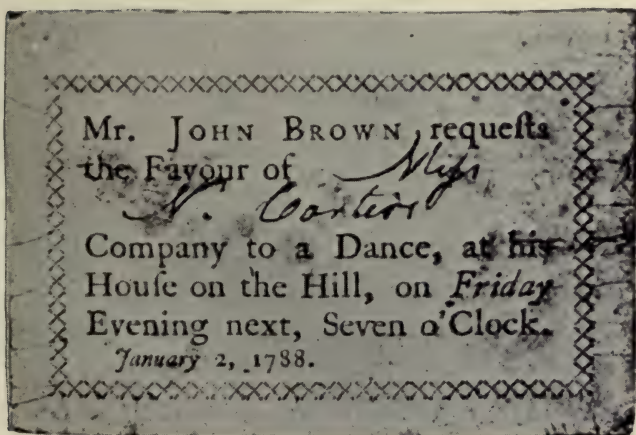 Mr. JOHN BROWN requeſts
the Favour of Miſs
N. Carters
Company to a Dance, at his
Houſe on the Hill, on Friday
Evening next, Seven o'Clock.
January 2, 1788.